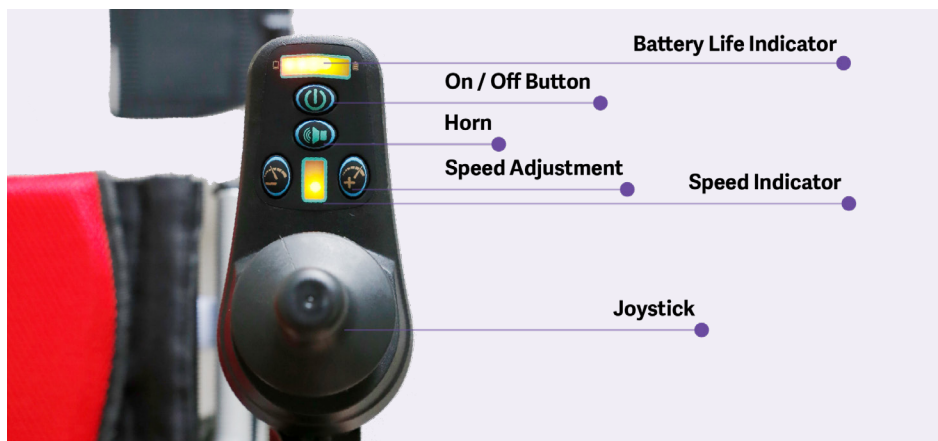 Battery Life Indicator
On / Off Button
Horn
Speed Adjustment
Speed Indicator
Joystick